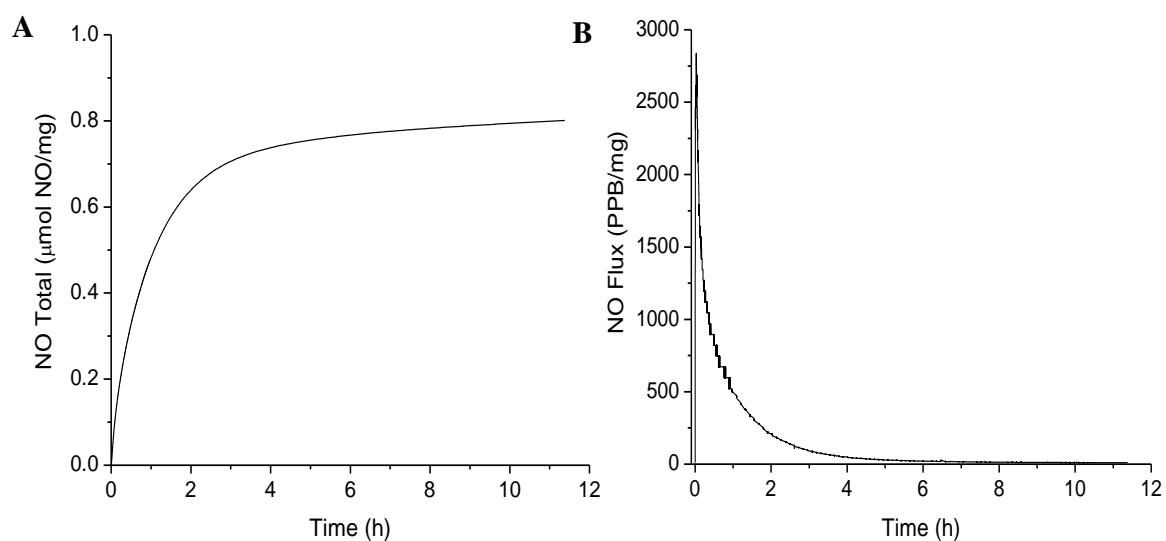 A
NO Total (μmol NO/mg)
1.0
0.8
0.6
0.4
0.2
0.0
0 2 4 6 8 10 12
Time (h)
B
NO Flux (PPB/mg)
3000
2500
2000
1500
1000
500
0
0 2 4 6 8 10 12
Time (h)